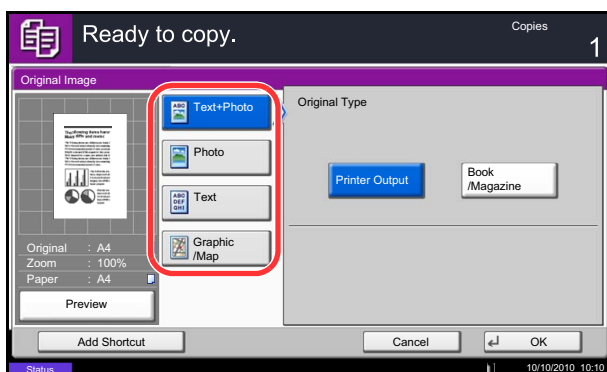 Ready to copy.
Copies
1
Original Image
Text+Photo
Photo
Text
Graphic
/Map
Original Type
Printer Output
Book
/Magazine
Original : A4
Zoom : 100%
Paper : A4
Preview
Add Shortcut
Cancel
OK
Status
10/10/2010 10:10